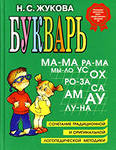 Н. С. ЖУКОВА
БУКВАРЬ
МА-МА РА-МА
МЫ-ЛО УС ОХ
РО-ЗА СА
АМ АУ
ЛУ-НА
СОЧЕТАНИЕ ТРАДИЦИОННОЙ
И ОРИГИНАЛЬНОЙ
ЛОГОПЕДИЧЕСКОЙ МЕТОДИКИ